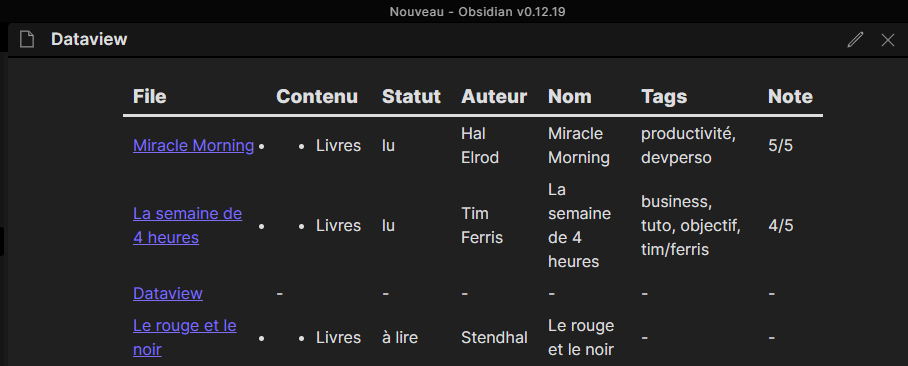 Nouveau - Obsidian v0.12.19
Dataview
File Contenu Statut Auteur Nom Tags Note
Miracle Morning • • Livres lu Hal Elrod Miracle Morning productivité, devperso 5/5
La semaine de 4 heures • • Livres lu Tim Ferris La semaine de 4 heures business, tuto, objectif, tim/ferris 4/5
Dataview - - - - - -
Le rouge et le noir • • Livres à lire Stendhal Le rouge et le noir - -